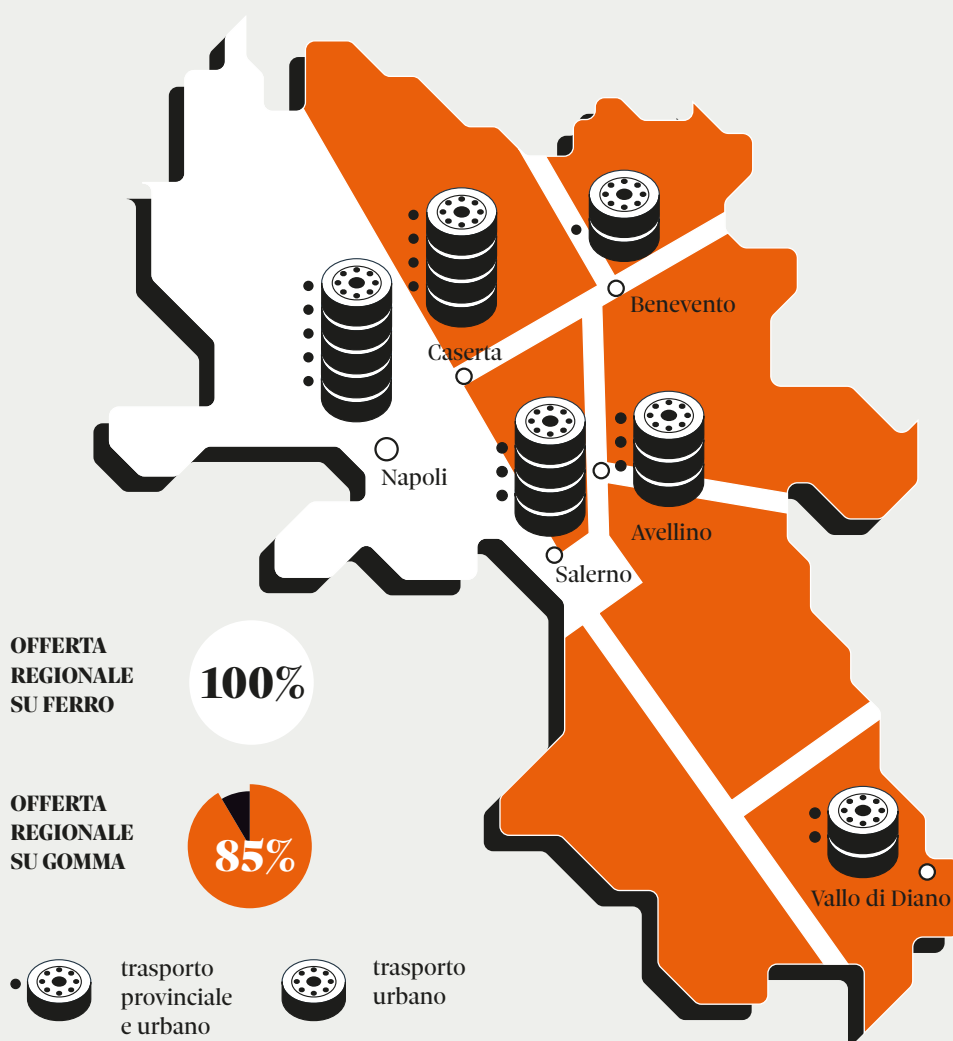 Benevento
Caserta
Napoli
Avellino
Salerno
OFFERTA
REGIONALE
SU FERRO
100%
OFFERTA
REGIONALE
SU GOMMA
85%
Vallo di Diano
trasporto
provinciale
e urbano
trasporto
urbano